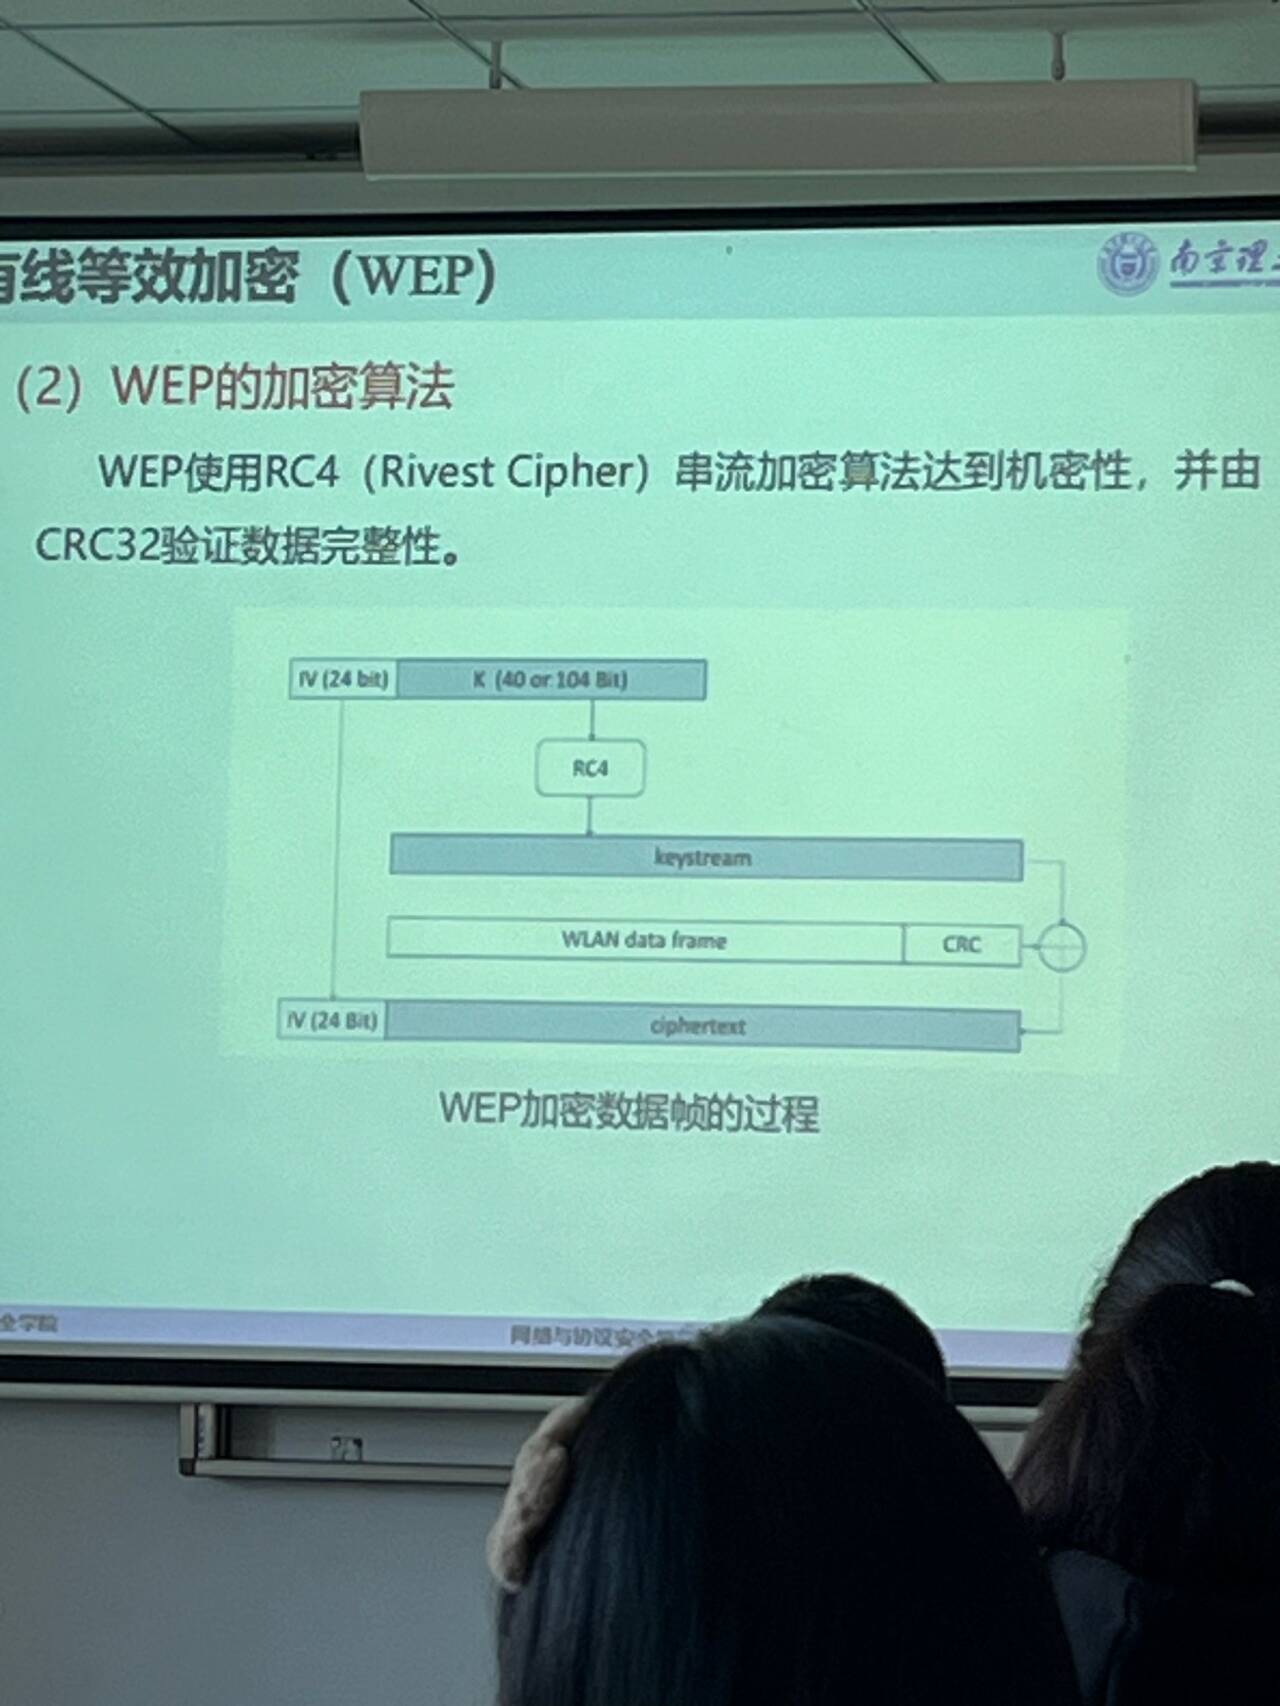 线等效加密（WEP）
南京理
（2）WEP的加密算法
WEP使用RC4（Rivest Cipher）串流加密算法达到机密性，并由
CRC32验证数据完整性。
IV (24 bit) K (40 or 104 Bit)
RC4
keystream
WLAN data frame CRC
IV (24 Bit) ciphertext
WEP加密数据帧的过程
全学院 网络与协议安全